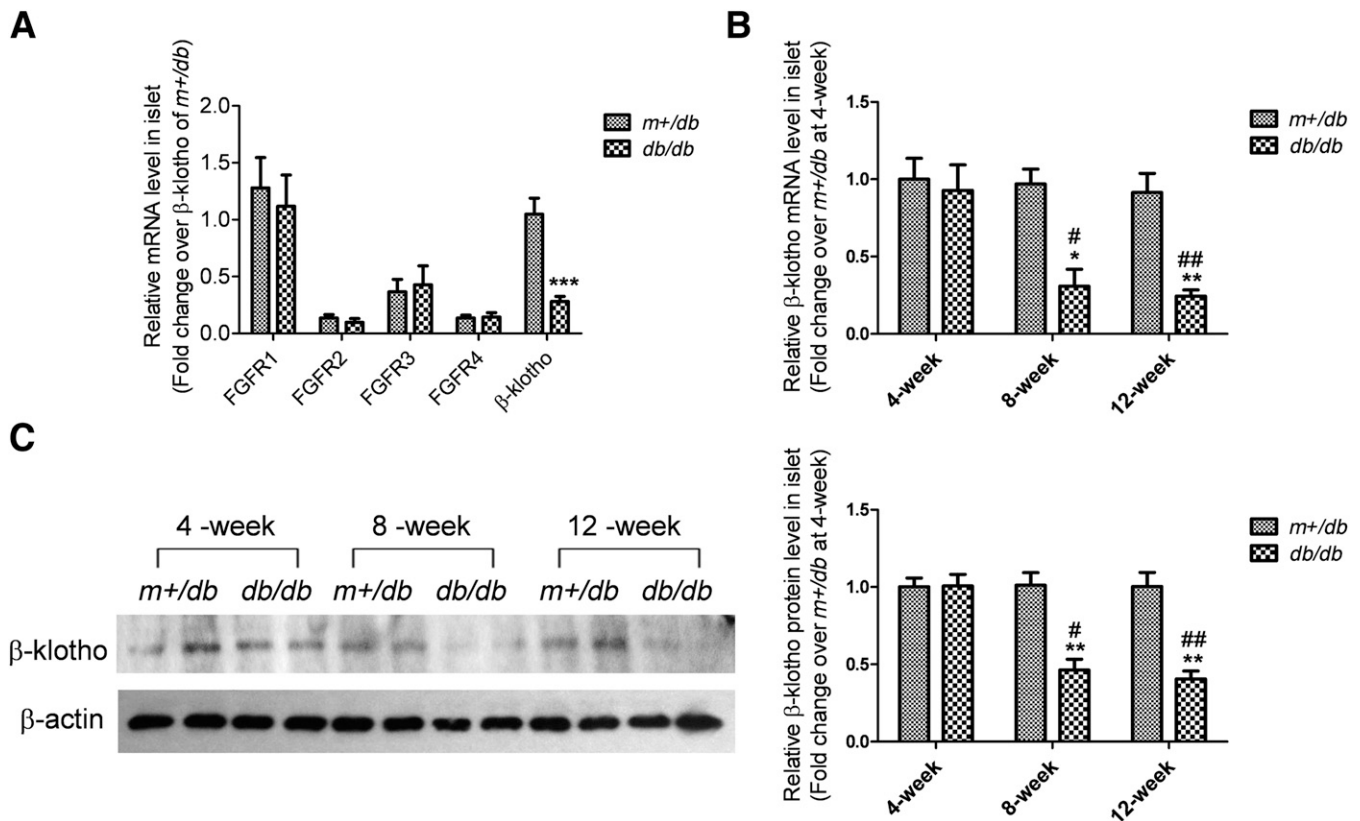 A
Relative mRNA level in islet
(Fold change over β-klotho of m+/db)
2.0
1.5
1.0
0.5
0.0
FGFR1
FGFR2
FGFR3
FGFR4
β-klotho
***
m+/db
db/db
B
Relative β-klotho mRNA level in islet
(Fold change over m+/db at 4-week)
1.5
1.0
0.5
0.0
#
*
##
**
4-week
8-week
12-week
m+/db
db/db
C
4 -week 8 -week 12 -week
m+/db db/db m+/db db/db m+/db db/db
β-klotho
β-actin
Relative β-klotho protein level in islet
(Fold change over m+/db at 4-week)
1.5
1.0
0.5
0.0
#
**
##
**
4-week
8-week
12-week
m+/db
db/db